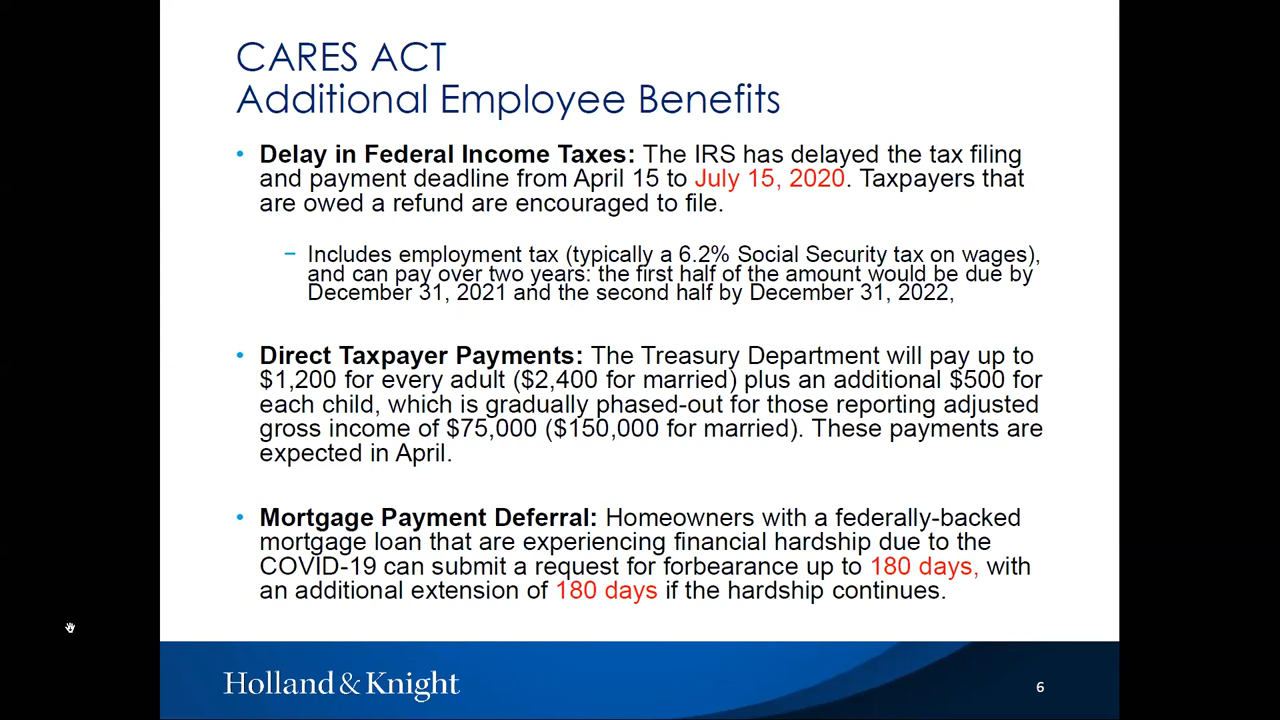 CARES ACT
Additional Employee Benefits
• Delay in Federal Income Taxes: The IRS has delayed the tax filing
and payment deadline from April 15 to July 15, 2020. Taxpayers that
are owed a refund are encouraged to file.
− Includes employment tax (typically a 6.2% Social Security tax on wages),
and can pay over two years: the first half of the amount would be due by
December 31, 2021 and the second half by December 31, 2022,
• Direct Taxpayer Payments: The Treasury Department will pay up to
$1,200 for every adult ($2,400 for married) plus an additional $500 for
each child, which is gradually phased-out for those reporting adjusted
gross income of $75,000 ($150,000 for married). These payments are
expected in April.
• Mortgage Payment Deferral: Homeowners with a federally-backed
mortgage loan that are experiencing financial hardship due to the
COVID-19 can submit a request for forbearance up to 180 days, with
an additional extension of 180 days if the hardship continues.
Holland & Knight
6